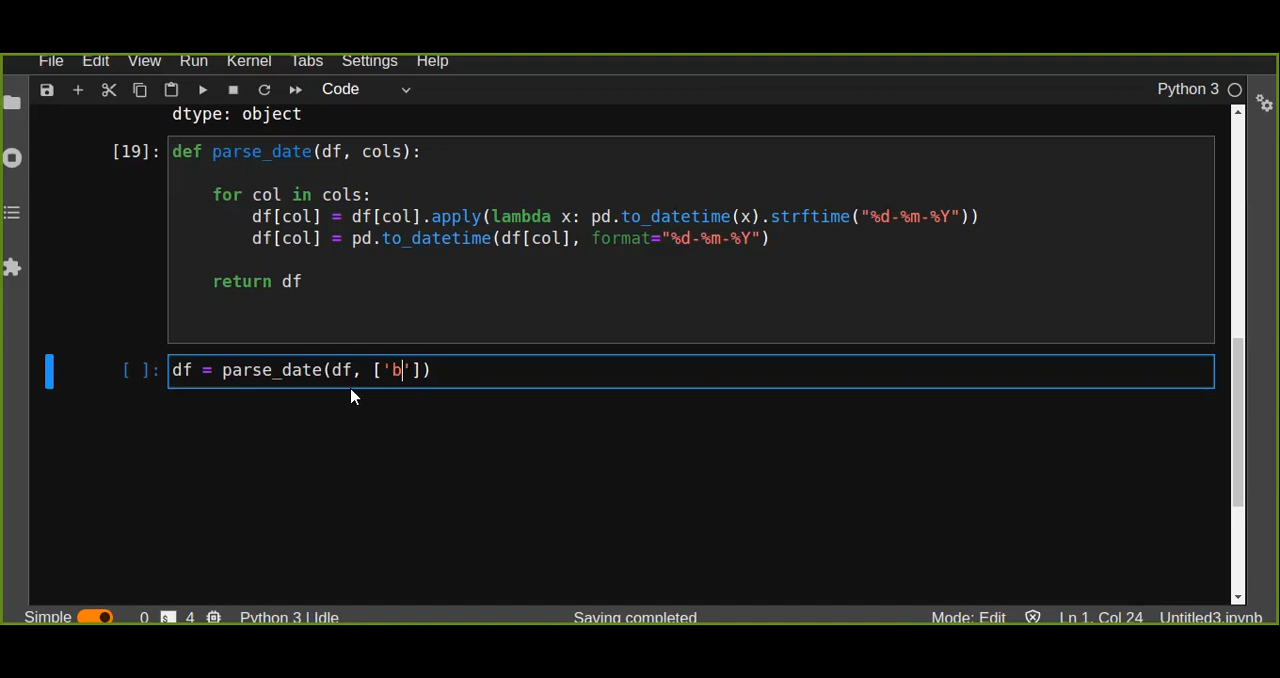 File Edit View Run Kernel Tabs Settings Help
Code Python 3
dtype: object
[19]: def parse_date(df, cols):
for col in cols:
df[col] = df[col].apply(lambda x: pd.to_datetime(x).strftime("%d-%m-%Y"))
df[col] = pd.to_datetime(df[col], format="%d-%m-%Y")
return df
[ ]: df = parse_date(df, ['b'])
Simple 0 $ 4 Python 3 | Idle Saving completed Mode: Edit Ln 1, Col 24 Untitled3.ipynb